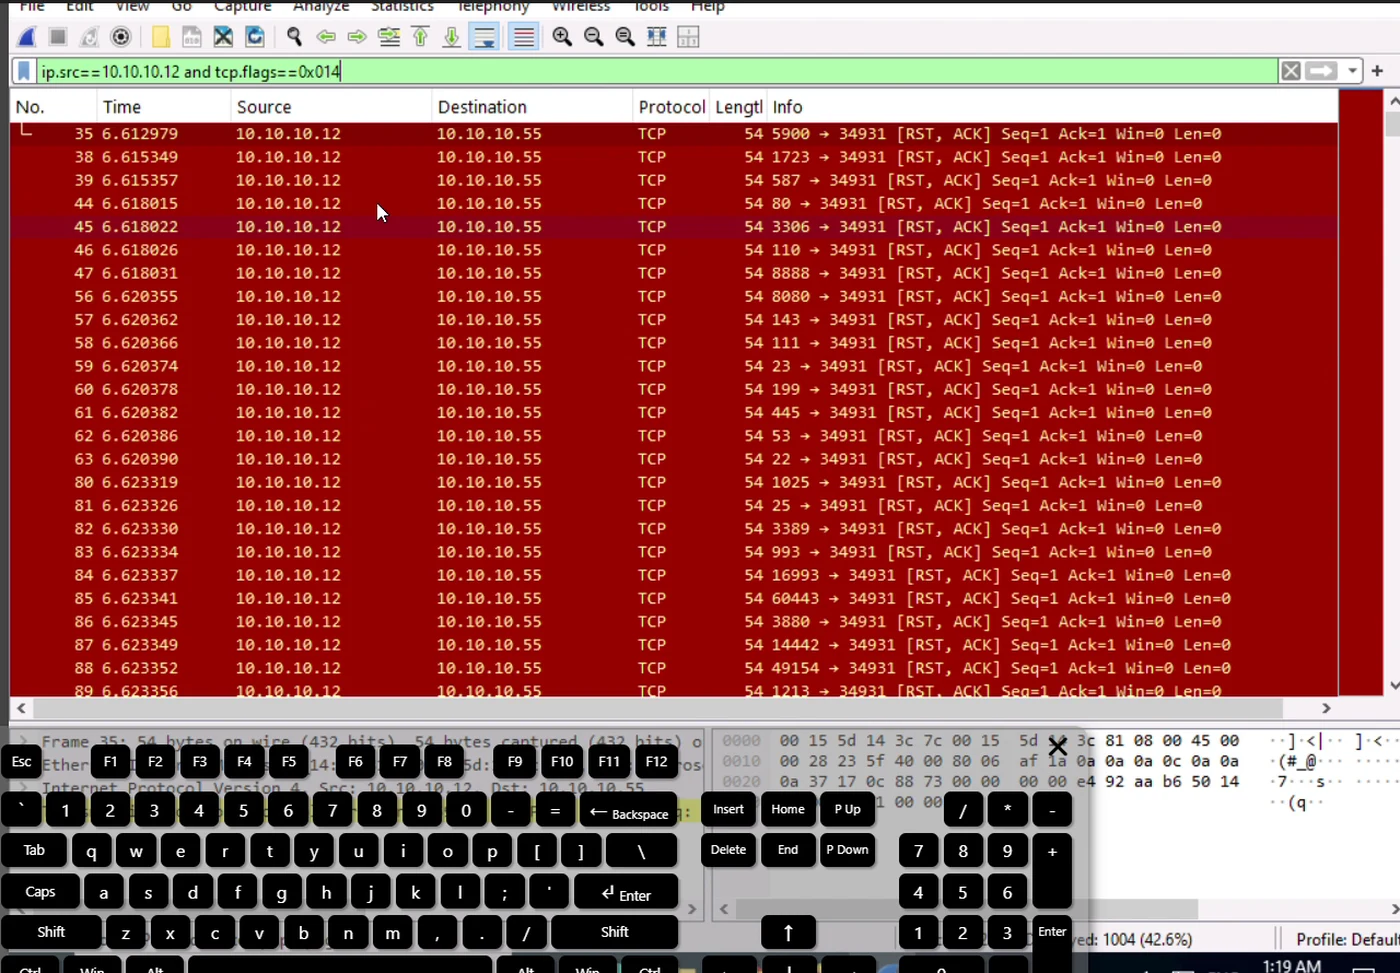 File Edit View Go Capture Analyze Statistics Telephony Wireless Tools Help
ip.src==10.10.10.12 and tcp.flags==0x014
No. Time Source Destination Protocol Lengtl Info
35 6.612979 10.10.10.12 10.10.10.55 TCP 54 5900 → 34931 [RST, ACK] Seq=1 Ack=1 Win=0 Len=0
38 6.615349 10.10.10.12 10.10.10.55 TCP 54 1723 → 34931 [RST, ACK] Seq=1 Ack=1 Win=0 Len=0
39 6.615357 10.10.10.12 10.10.10.55 TCP 54 587 → 34931 [RST, ACK] Seq=1 Ack=1 Win=0 Len=0
44 6.618015 10.10.10.12 10.10.10.55 TCP 54 80 → 34931 [RST, ACK] Seq=1 Ack=1 Win=0 Len=0
45 6.618022 10.10.10.12 10.10.10.55 TCP 54 3306 → 34931 [RST, ACK] Seq=1 Ack=1 Win=0 Len=0
46 6.618026 10.10.10.12 10.10.10.55 TCP 54 110 → 34931 [RST, ACK] Seq=1 Ack=1 Win=0 Len=0
47 6.618031 10.10.10.12 10.10.10.55 TCP 54 8888 → 34931 [RST, ACK] Seq=1 Ack=1 Win=0 Len=0
56 6.620355 10.10.10.12 10.10.10.55 TCP 54 8080 → 34931 [RST, ACK] Seq=1 Ack=1 Win=0 Len=0
57 6.620362 10.10.10.12 10.10.10.55 TCP 54 143 → 34931 [RST, ACK] Seq=1 Ack=1 Win=0 Len=0
58 6.620366 10.10.10.12 10.10.10.55 TCP 54 111 → 34931 [RST, ACK] Seq=1 Ack=1 Win=0 Len=0
59 6.620374 10.10.10.12 10.10.10.55 TCP 54 23 → 34931 [RST, ACK] Seq=1 Ack=1 Win=0 Len=0
60 6.620378 10.10.10.12 10.10.10.55 TCP 54 199 → 34931 [RST, ACK] Seq=1 Ack=1 Win=0 Len=0
61 6.620382 10.10.10.12 10.10.10.55 TCP 54 445 → 34931 [RST, ACK] Seq=1 Ack=1 Win=0 Len=0
62 6.620386 10.10.10.12 10.10.10.55 TCP 54 53 → 34931 [RST, ACK] Seq=1 Ack=1 Win=0 Len=0
63 6.620390 10.10.10.12 10.10.10.55 TCP 54 22 → 34931 [RST, ACK] Seq=1 Ack=1 Win=0 Len=0
80 6.623319 10.10.10.12 10.10.10.55 TCP 54 1025 → 34931 [RST, ACK] Seq=1 Ack=1 Win=0 Len=0
81 6.623326 10.10.10.12 10.10.10.55 TCP 54 25 → 34931 [RST, ACK] Seq=1 Ack=1 Win=0 Len=0
82 6.623330 10.10.10.12 10.10.10.55 TCP 54 3389 → 34931 [RST, ACK] Seq=1 Ack=1 Win=0 Len=0
83 6.623334 10.10.10.12 10.10.10.55 TCP 54 993 → 34931 [RST, ACK] Seq=1 Ack=1 Win=0 Len=0
84 6.623337 10.10.10.12 10.10.10.55 TCP 54 16993 → 34931 [RST, ACK] Seq=1 Ack=1 Win=0 Len=0
85 6.623341 10.10.10.12 10.10.10.55 TCP 54 60443 → 34931 [RST, ACK] Seq=1 Ack=1 Win=0 Len=0
86 6.623345 10.10.10.12 10.10.10.55 TCP 54 3880 → 34931 [RST, ACK] Seq=1 Ack=1 Win=0 Len=0
87 6.623349 10.10.10.12 10.10.10.55 TCP 54 14442 → 34931 [RST, ACK] Seq=1 Ack=1 Win=0 Len=0
88 6.623352 10.10.10.12 10.10.10.55 TCP 54 49154 → 34931 [RST, ACK] Seq=1 Ack=1 Win=0 Len=0
89 6.623356 10.10.10.12 10.10.10.55 TCP 54 1213 → 34931 [RST, ACK] Seq=1 Ack=1 Win=0 Len=0
Frame 35: 54 bytes on wire (432 bits), 54 bytes captured (432 bits) o
Internet Protocol Version 4, Src: 10.10.10.12, Dst: 10.10.10.55
0000 00 15 5d 14 3c 7c 00 15 5d 3c 81 08 00 45 00 ··]·<|·· ]·<··
0010 00 28 23 5f 40 00 80 06 af 1a 0a 0a 0a 0c 0a 0a ·(#_@···
0020 0a 37 17 0c 88 73 00 00 00 00 e4 92 aa b6 50 14 ·7···s··
00 00 ··(q··
Esc F1 F2 F3 F4 F5 F6 F7 F8 F9 F10 F11 F12
` 1 2 3 4 5 6 7 8 9 0 - = ← Backspace Insert Home P Up / * -
Tab q w e r t y u i o p [ ] \ Delete End P Down 7 8 9 +
Caps a s d f g h j k l ; ' Enter 4 5 6
Shift z x c v b n m , . / Shift ↑ 1 2 3 Enter
Ctrl Win Alt Alt Win Ctrl 0
1004 (42.6%) Profile: Defau
1:19 AM